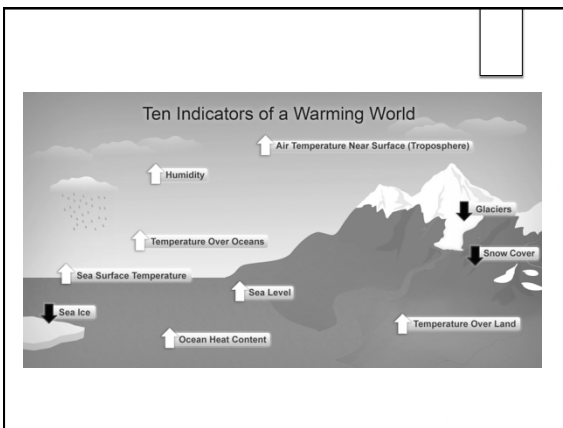 Ten Indicators of a Warming World
Air Temperature Near Surface (Troposphere)
Humidity
Glaciers
Temperature Over Oceans
Snow Cover
Sea Surface Temperature
Sea Level
Sea Ice
Temperature Over Land
Ocean Heat Content